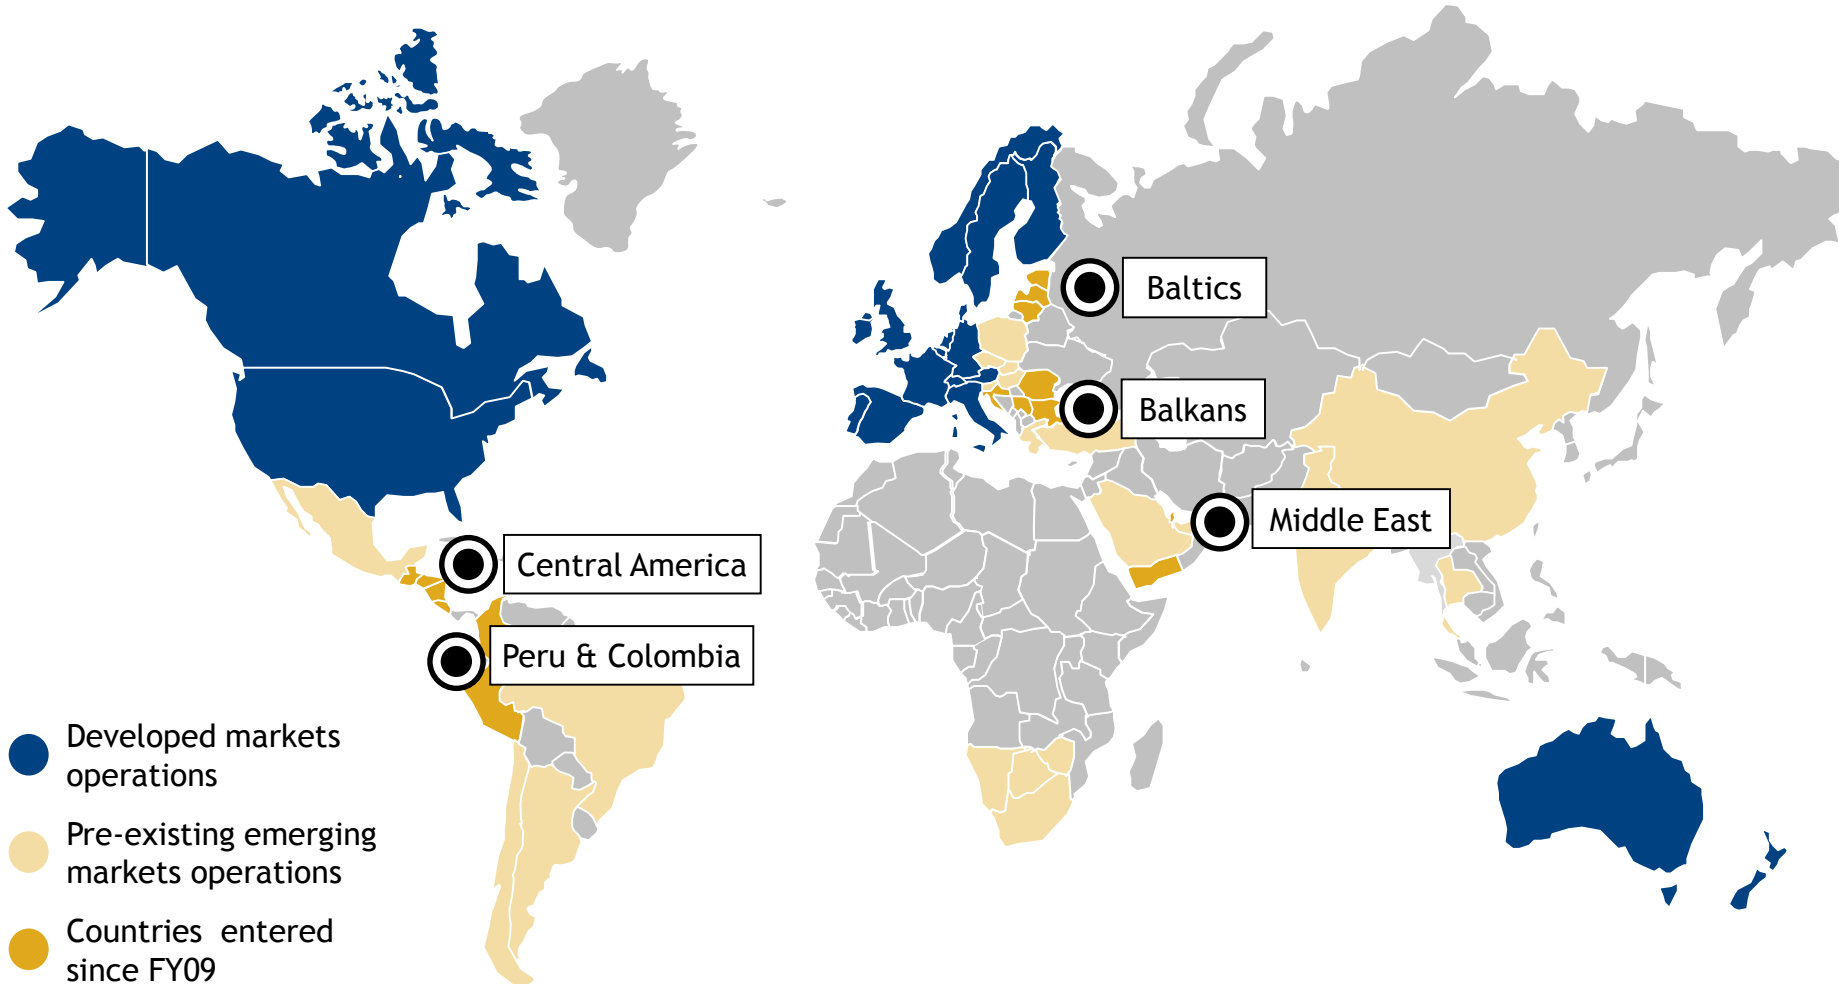 Baltics
Balkans
Middle East
Central America
Peru & Colombia
Developed markets
operations
Pre-existing emerging
markets operations
Countries entered
since FY09